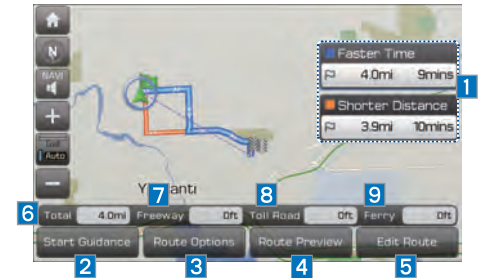 N
Faster Time
4.0mi 9mins
1
NAVI
Shorter Distance
3.9mi 10mins
+
Auto
−
7 8 9
6 Total 4.0mi Freeway 0ft Toll Road 0ft Ferry 0ft
Start Guidance Route Options Route Preview Edit Route
2 3 4 5